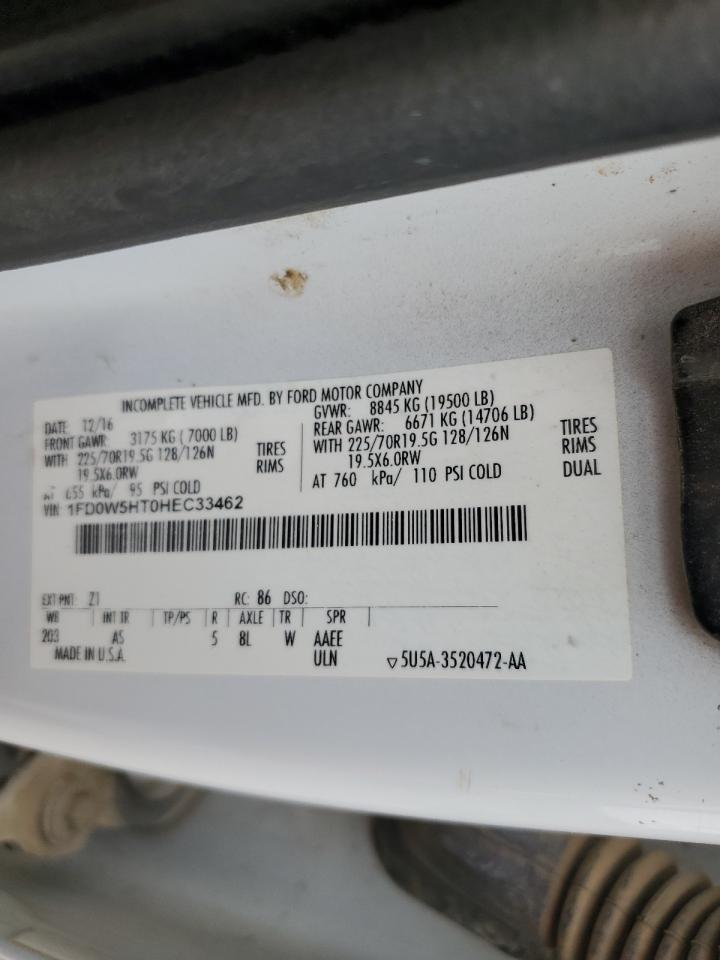 INCOMPLETE VEHICLE MFD. BY FORD MOTOR COMPANY
DATE: 12/16
FRONT GAWR: 3175 KG ( 7000 LB)
WITH 225/70R19.5G 128/126N TIRES
19.5X6.0RW RIMS
AT 655 kPa/ 95 PSI COLD
GVWR: 8845 KG (19500 LB)
REAR GAWR: 6671 KG (14706 LB)
WITH 225/70R19.5G 128/126N TIRES
19.5X6.0RW RIMS
AT 760 kPa/ 110 PSI COLD DUAL
VIN 1FD0W5HT0HEC33462
EXT PNT: Z1 RC: 86 DSO:
WB INT TR TP/PS R AXLE TR SPR
203 AS 5 8L W AAEE
MADE IN U.S.A. ULN ▽5U5A-3520472-AA